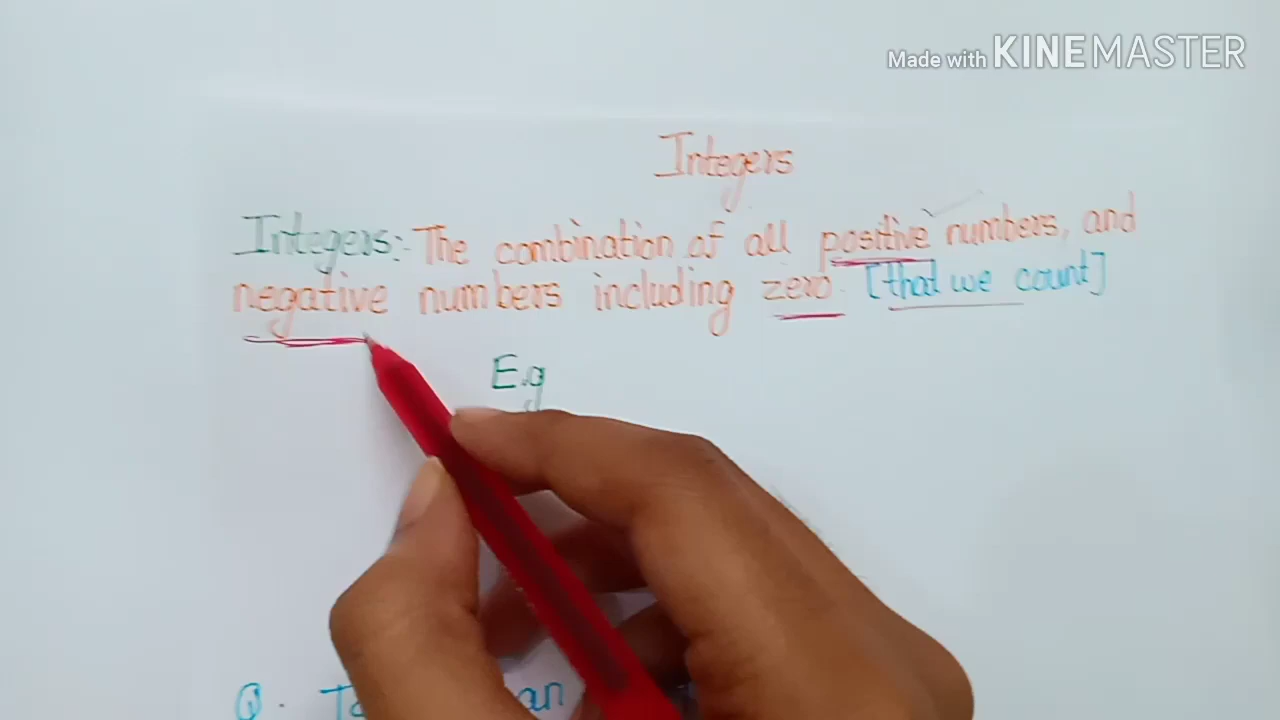 Made with KINEMASTER
Integers
Integers:- The combination of all positive numbers, and
negative numbers including zero. [that we count]
E.g
Q.